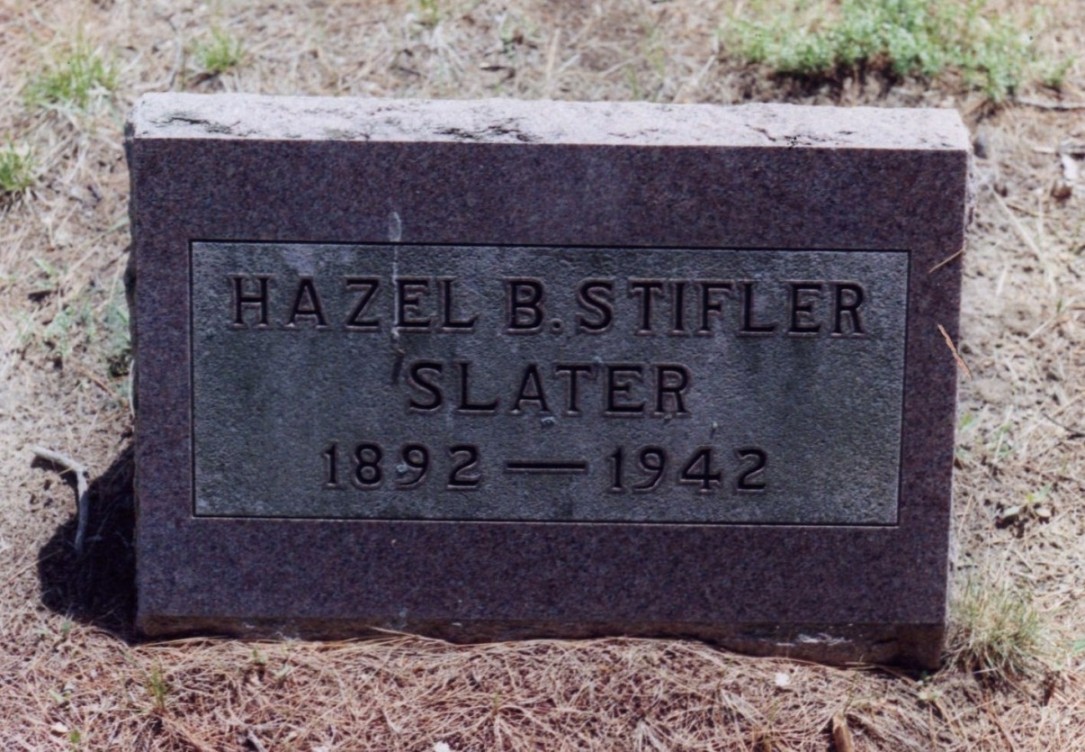 HAZEL B. STIFLER
SLATER
1892 — 1942